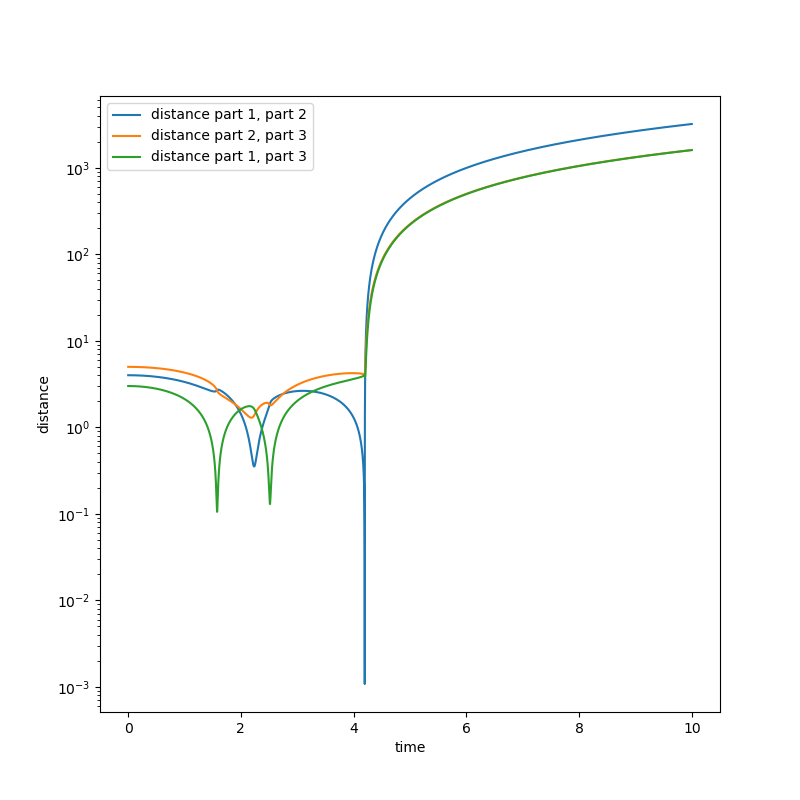 distance part 1, part 2
distance part 2, part 3
distance part 1, part 3
10³
10²
10¹
10⁰
10⁻¹
10⁻²
10⁻³
distance
0 2 4 6 8 10
time